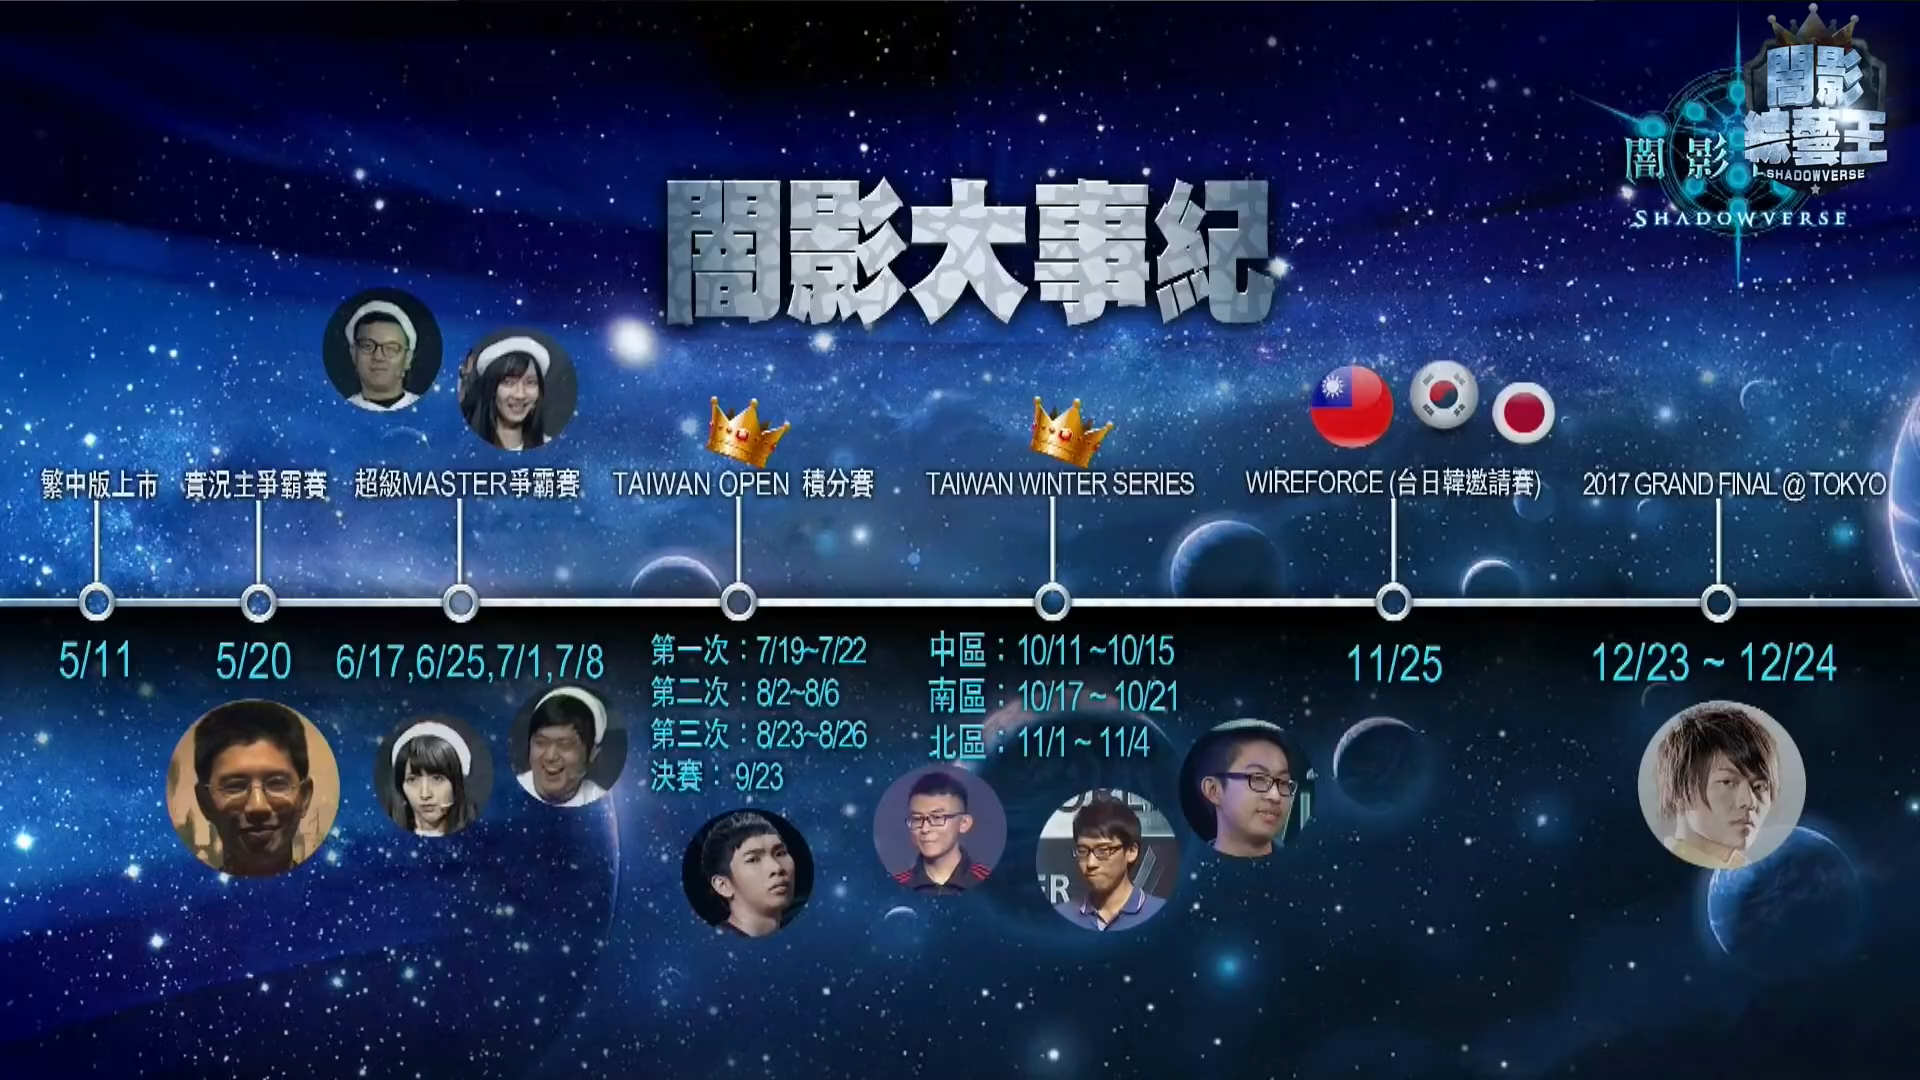 闇影
綜藝王
SHADOWVERSE
闇影
SHADOWVERSE
闇影大事紀
繁中版上市
實況主爭霸賽
超級MASTER爭霸賽
TAIWAN OPEN 積分賽
TAIWAN WINTER SERIES
WIREFORCE (台日韓邀請賽)
2017 GRAND FINAL @ TOKYO
5/11
5/20
6/17,6/25,7/1,7/8
第一次：7/19~7/22
第二次：8/2~8/6
第三次：8/23~8/26
決賽：9/23
中區：10/11 ~10/15
南區：10/17 ~ 10/21
北區：11/1 ~ 11/4
11/25
12/23 ~ 12/24